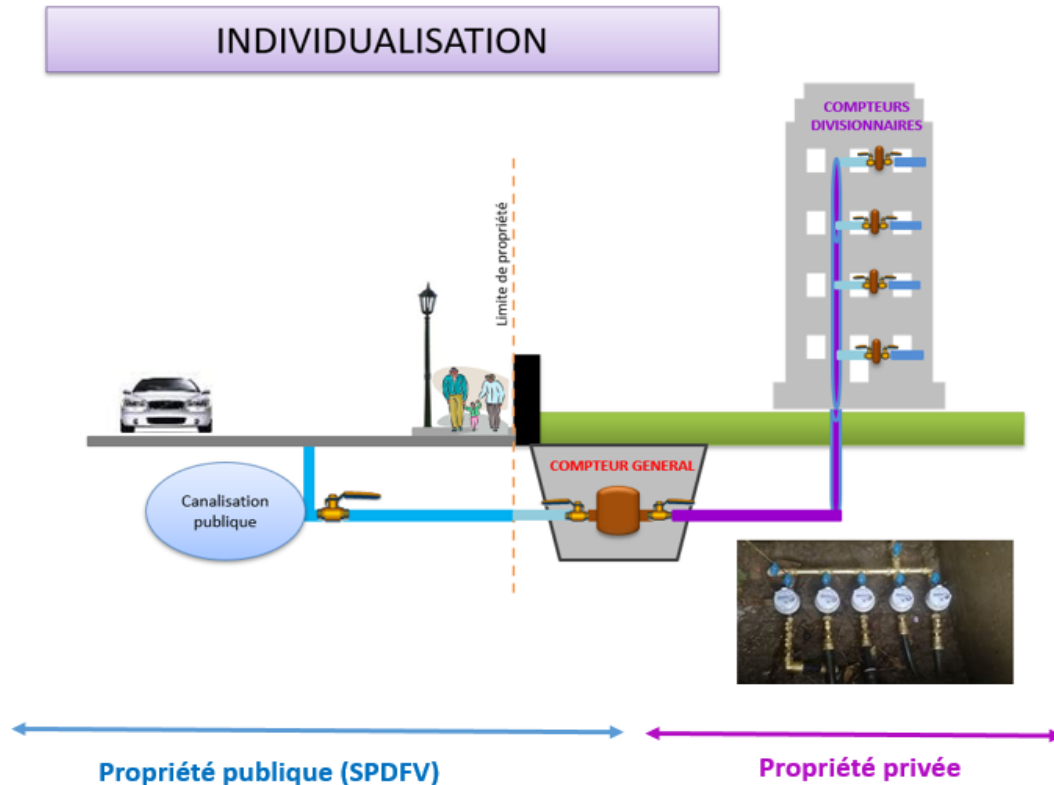 INDIVIDUALISATION
COMPTEURS
DIVISIONNAIRES
Limite de propriété
COMPTEUR GENERAL
Canalisation
publique
Propriété publique (SPDFV)
Propriété privée